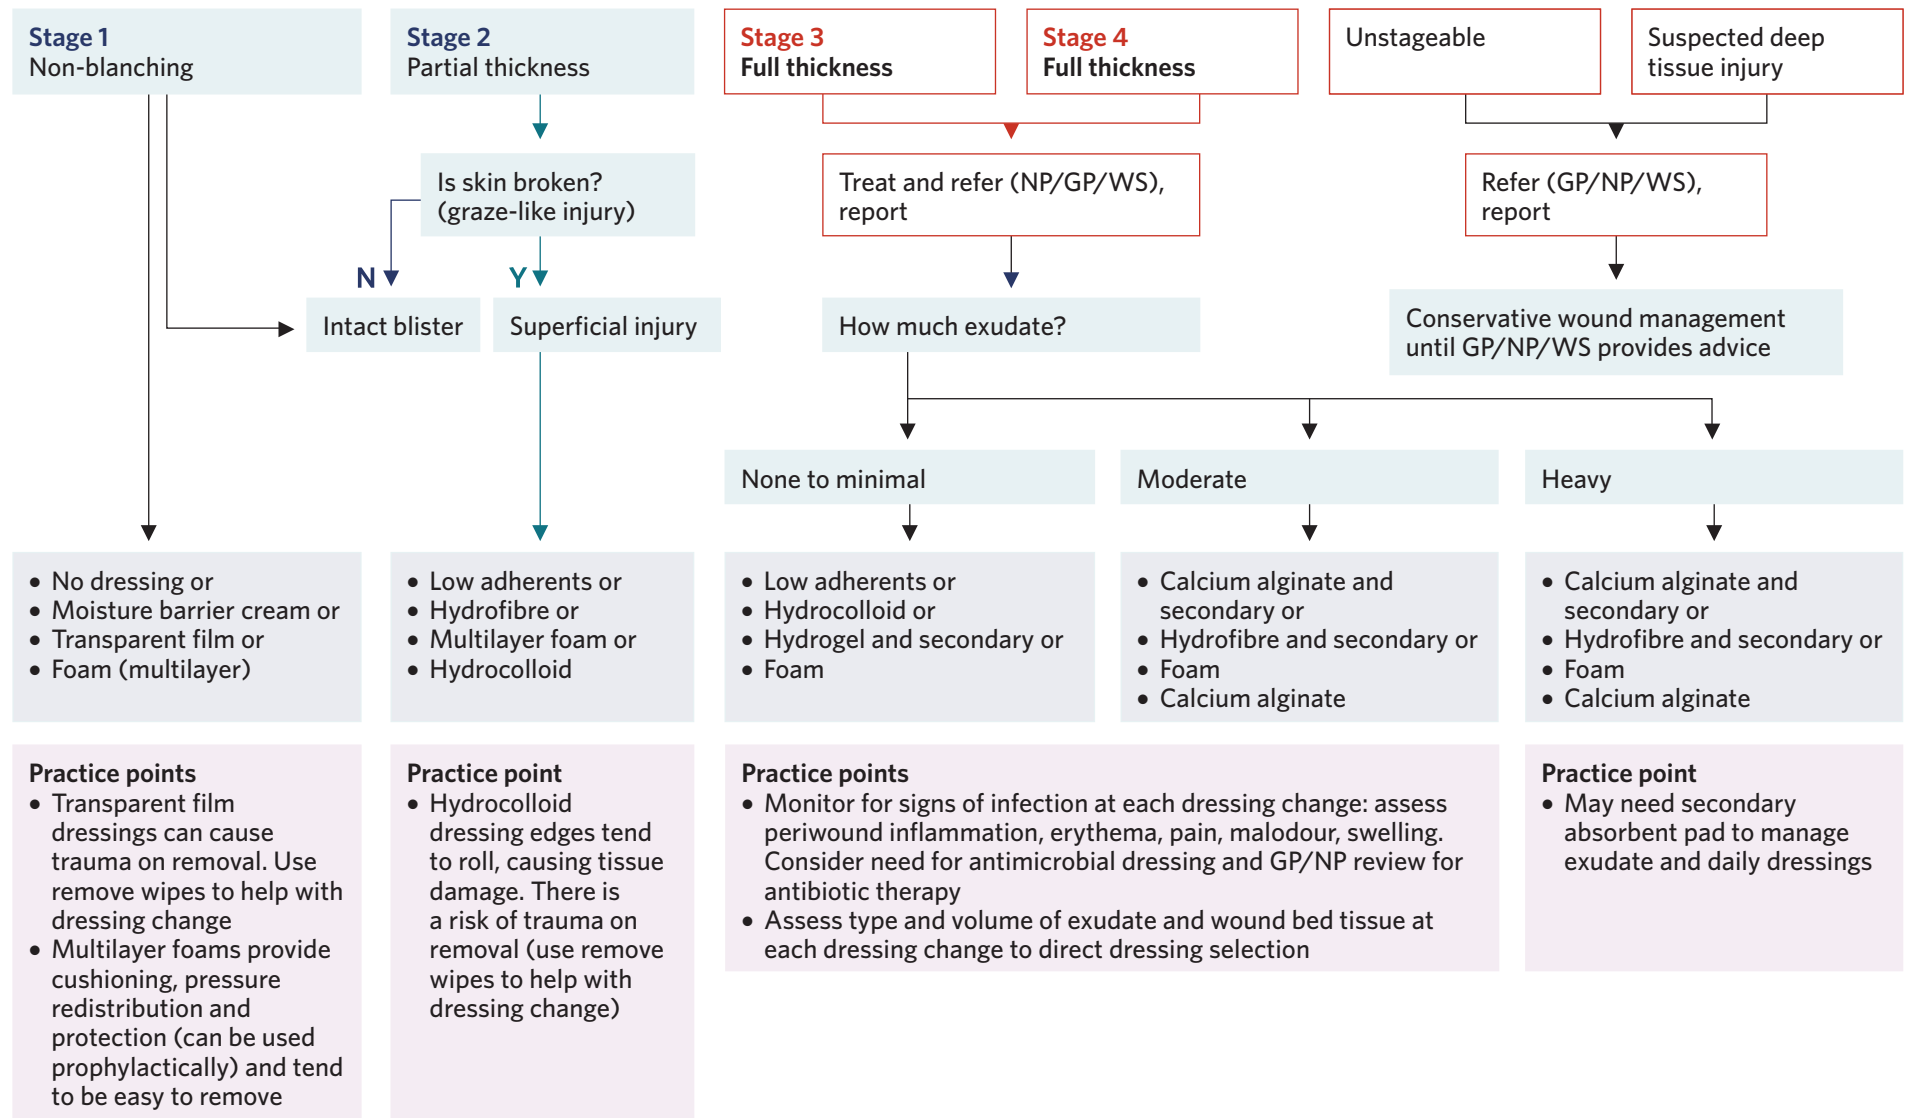 Stage 1
Non-blanching
Stage 2
Partial thickness
Stage 3
Full thickness
Stage 4
Full thickness
Unstageable
Suspected deep
tissue injury
Is skin broken?
(graze-like injury)
Treat and refer (NP/GP/WS),
report
Refer (GP/NP/WS),
report
N
Y
Intact blister
Superficial injury
How much exudate?
Conservative wound management
until GP/NP/WS provides advice
None to minimal
Moderate
Heavy
• No dressing or
• Moisture barrier cream or
• Transparent film or
• Foam (multilayer)
• Low adherents or
• Hydrofibre or
• Multilayer foam or
• Hydrocolloid
• Low adherents or
• Hydrocolloid or
• Hydrogel and secondary or
• Foam
• Calcium alginate and
secondary or
• Hydrofibre and secondary or
• Foam
• Calcium alginate
• Calcium alginate and
secondary or
• Hydrofibre and secondary or
• Foam
• Calcium alginate
Practice points
• Transparent film
dressings can cause
trauma on removal. Use
remove wipes to help with
dressing change
• Multilayer foams provide
cushioning, pressure
redistribution and
protection (can be used
prophylactically) and tend
to be easy to remove
Practice point
• Hydrocolloid
dressing edges tend
to roll, causing tissue
damage. There is
a risk of trauma on
removal (use remove
wipes to help with
dressing change)
Practice points
• Monitor for signs of infection at each dressing change: assess
periwound inflammation, erythema, pain, malodour, swelling.
Consider need for antimicrobial dressing and GP/NP review for
antibiotic therapy
• Assess type and volume of exudate and wound bed tissue at
each dressing change to direct dressing selection
Practice point
• May need secondary
absorbent pad to manage
exudate and daily dressings